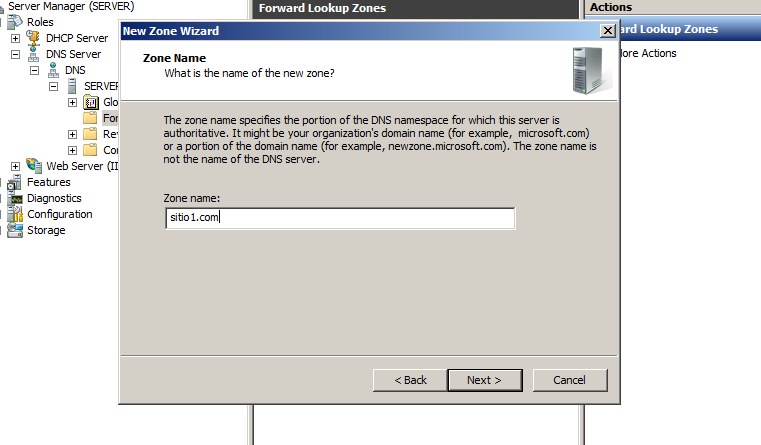 Server Manager (SERVER)
Roles
DHCP Server
DNS Server
DNS
SERVER
Glo
For
Rev
Con
Web Server (II
Features
Diagnostics
Configuration
Storage
Forward Lookup Zones
Actions
ard Lookup Zones
ore Actions
New Zone Wizard
Zone Name
What is the name of the new zone?
The zone name specifies the portion of the DNS namespace for which this server is
authoritative. It might be your organization's domain name (for example, microsoft.com)
or a portion of the domain name (for example, newzone.microsoft.com). The zone name is
not the name of the DNS server.
Zone name:
sitio1.com
< Back
Next >
Cancel